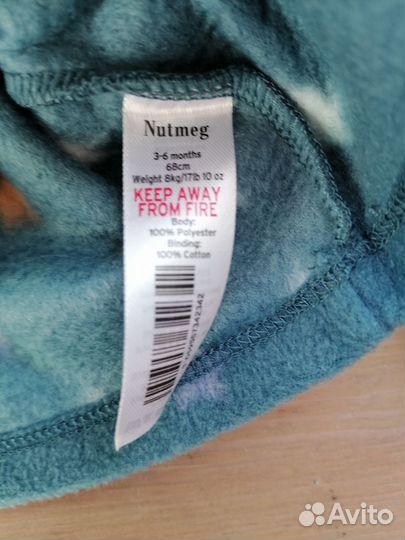 Nutmeg
3-6 months
68cm
Weight 8kg/17lb 10 oz
KEEP AWAY
FROM FIRE
Body:
100% Polyester
Binding:
100% Cotton
Avito